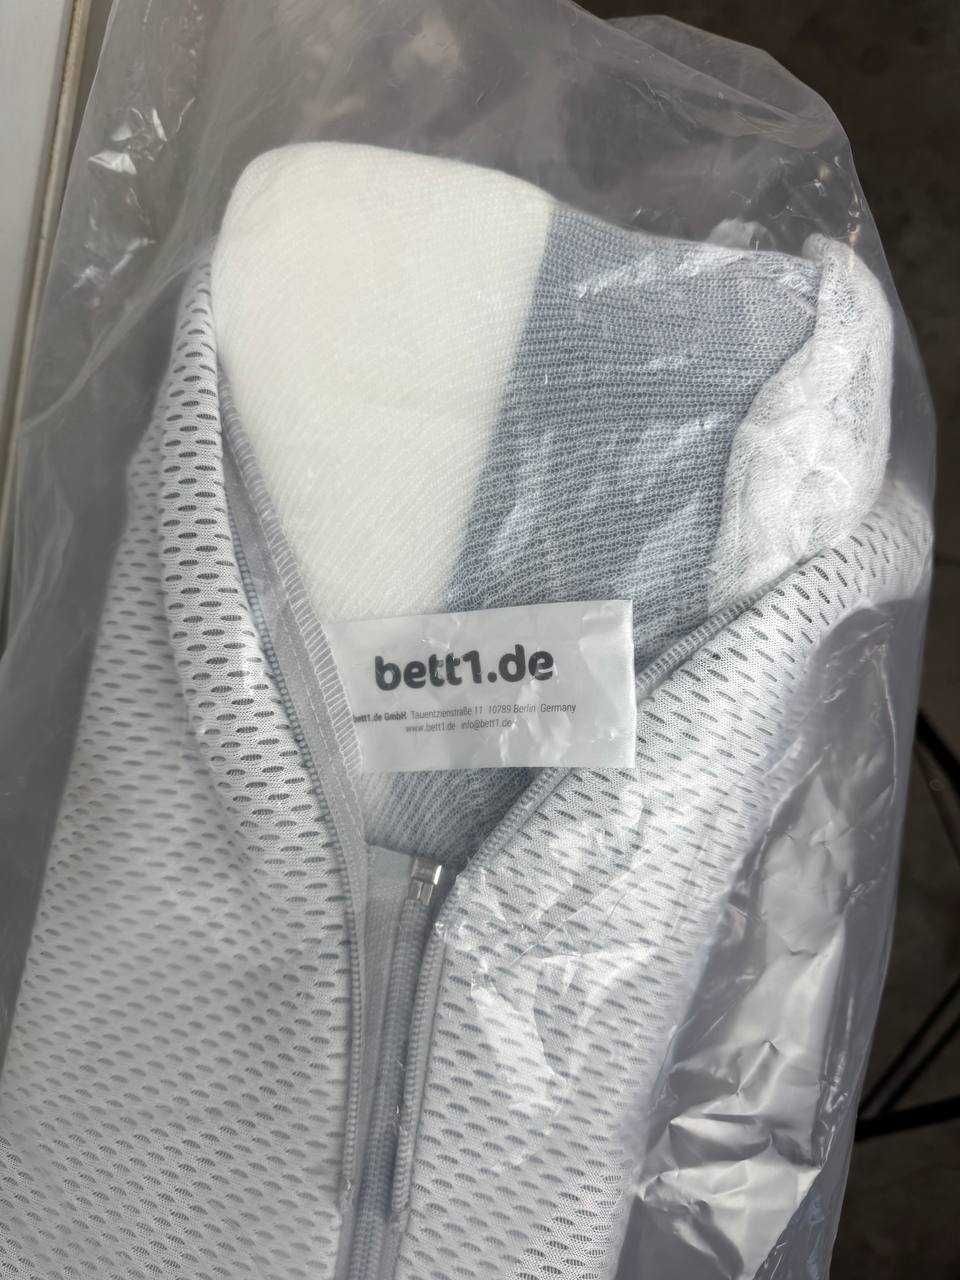 bett1.de
bett1.de GmbH Tauentzienstraße 11 10789 Berlin Germany
www.bett1.de info@bett1.de